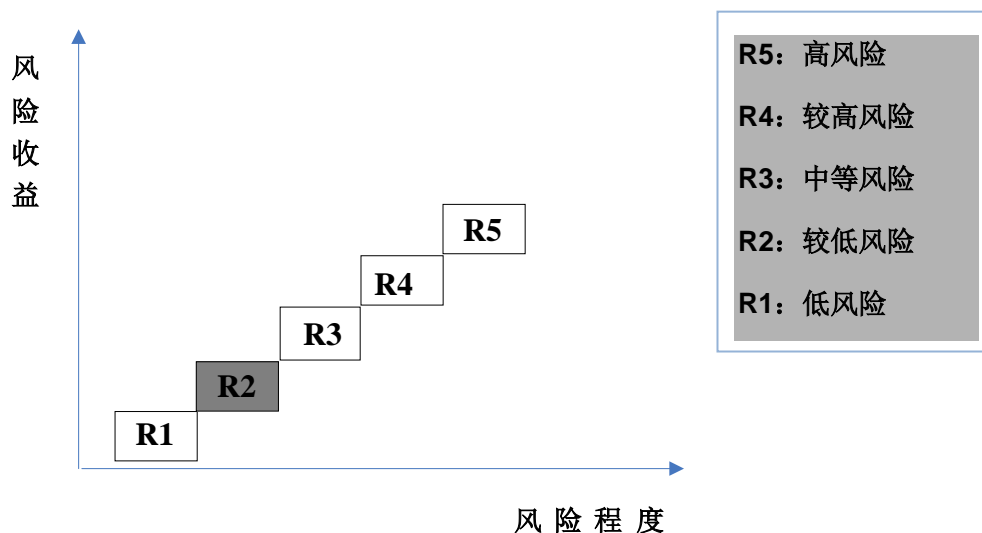 风
险
收
益
R5
R4
R3
R2
R1
风 险 程 度
R5：高风险
R4：较高风险
R3：中等风险
R2：较低风险
R1：低风险